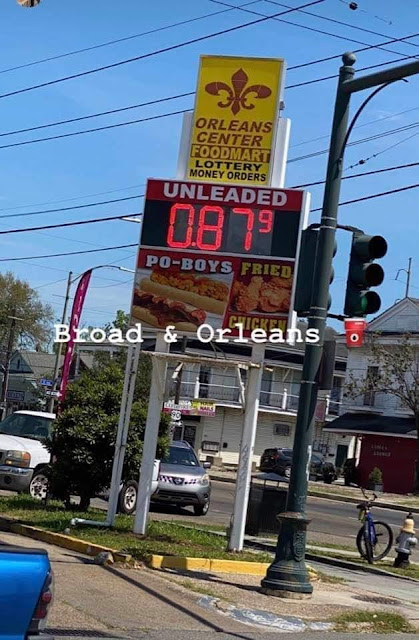 ORLEANS
CENTER
FOODMART
LOTTERY
MONEY ORDERS
UNLEADED
0.87 9
PO-BOYS
FRIED
CHICKEN
Broad & Orleans